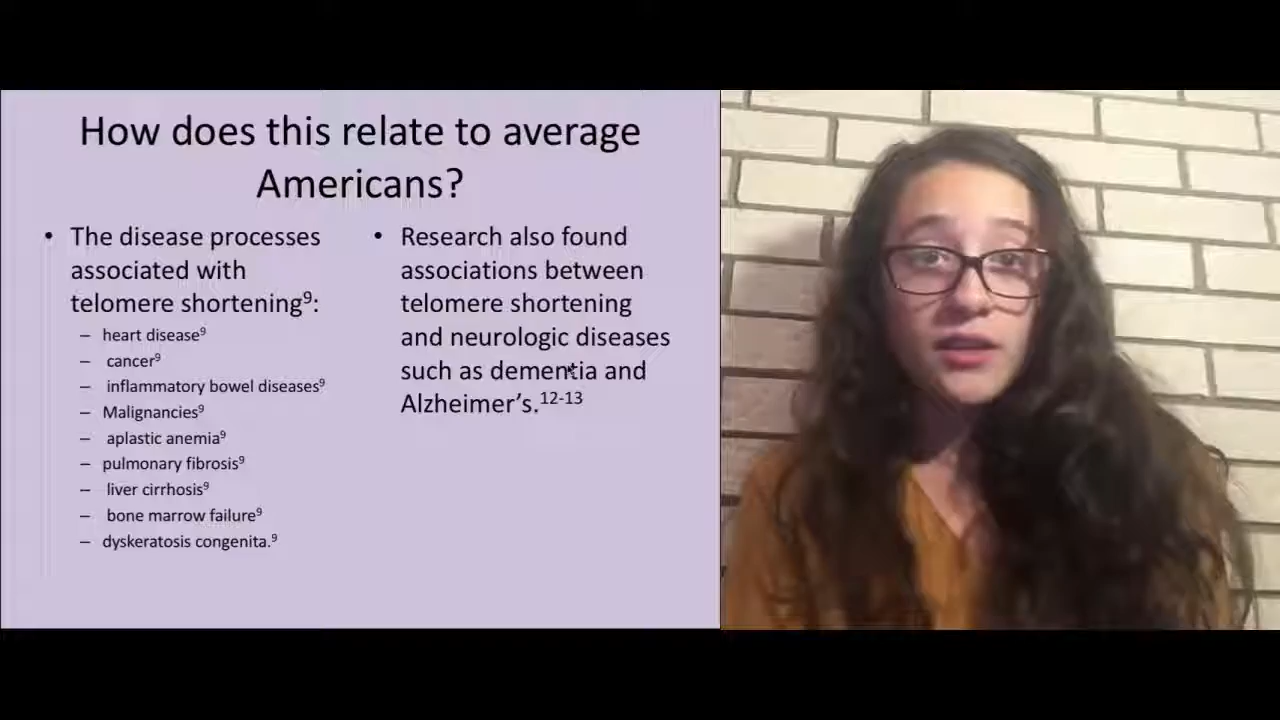 How does this relate to average
Americans?
• The disease processes
associated with
telomere shortening⁹:
– heart disease⁹
– cancer⁹
– inflammatory bowel diseases⁹
– Malignancies⁹
– aplastic anemia⁹
– pulmonary fibrosis⁹
– liver cirrhosis⁹
– bone marrow failure⁹
– dyskeratosis congenita.⁹
• Research also found
associations between
telomere shortening
and neurologic diseases
such as dementia and
Alzheimer’s.¹²⁻¹³